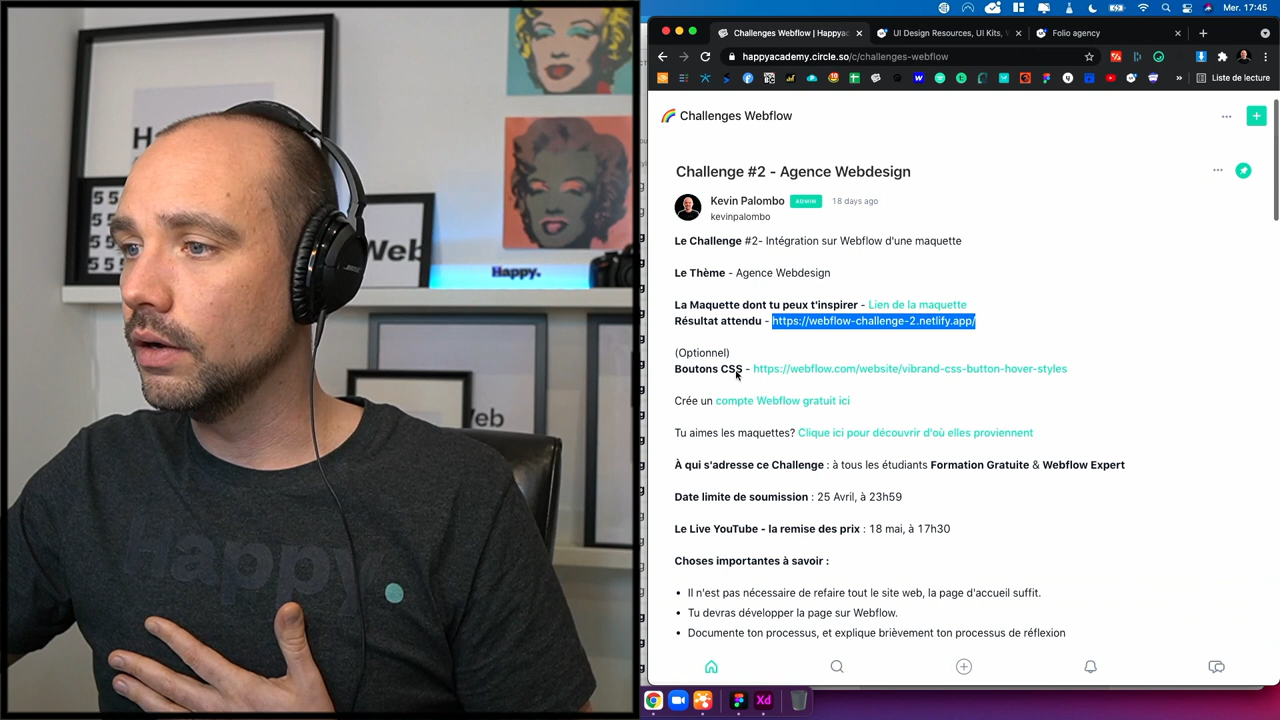 Challenges Webflow | Happyac
UI Design Resources, UI Kits, W
Folio agency
Mer. 17:45
happyacademy.circle.so/c/challenges-webflow
Liste de lecture
🌈 Challenges Webflow
Challenge #2 - Agence Webdesign
Kevin Palombo ADMIN 18 days ago
kevinpalombo
Le Challenge #2- Intégration sur Webflow d'une maquette
Le Thème - Agence Webdesign
La Maquette dont tu peux t'inspirer - Lien de la maquette
Résultat attendu - https://webflow-challenge-2.netlify.app/
(Optionnel)
Boutons CSS - https://webflow.com/website/vibrand-css-button-hover-styles
Crée un compte Webflow gratuit ici
Tu aimes les maquettes? Clique ici pour découvrir d'où elles proviennent
À qui s'adresse ce Challenge : à tous les étudiants Formation Gratuite & Webflow Expert
Date limite de soumission : 25 Avril, à 23h59
Le Live YouTube - la remise des prix : 18 mai, à 17h30
Choses importantes à savoir :
• Il n'est pas nécessaire de refaire tout le site web, la page d'accueil suffit.
• Tu devras développer la page sur Webflow.
• Documente ton processus, et explique brièvement ton processus de réflexion
Xd
Happy.
Web
BOSE
Happy